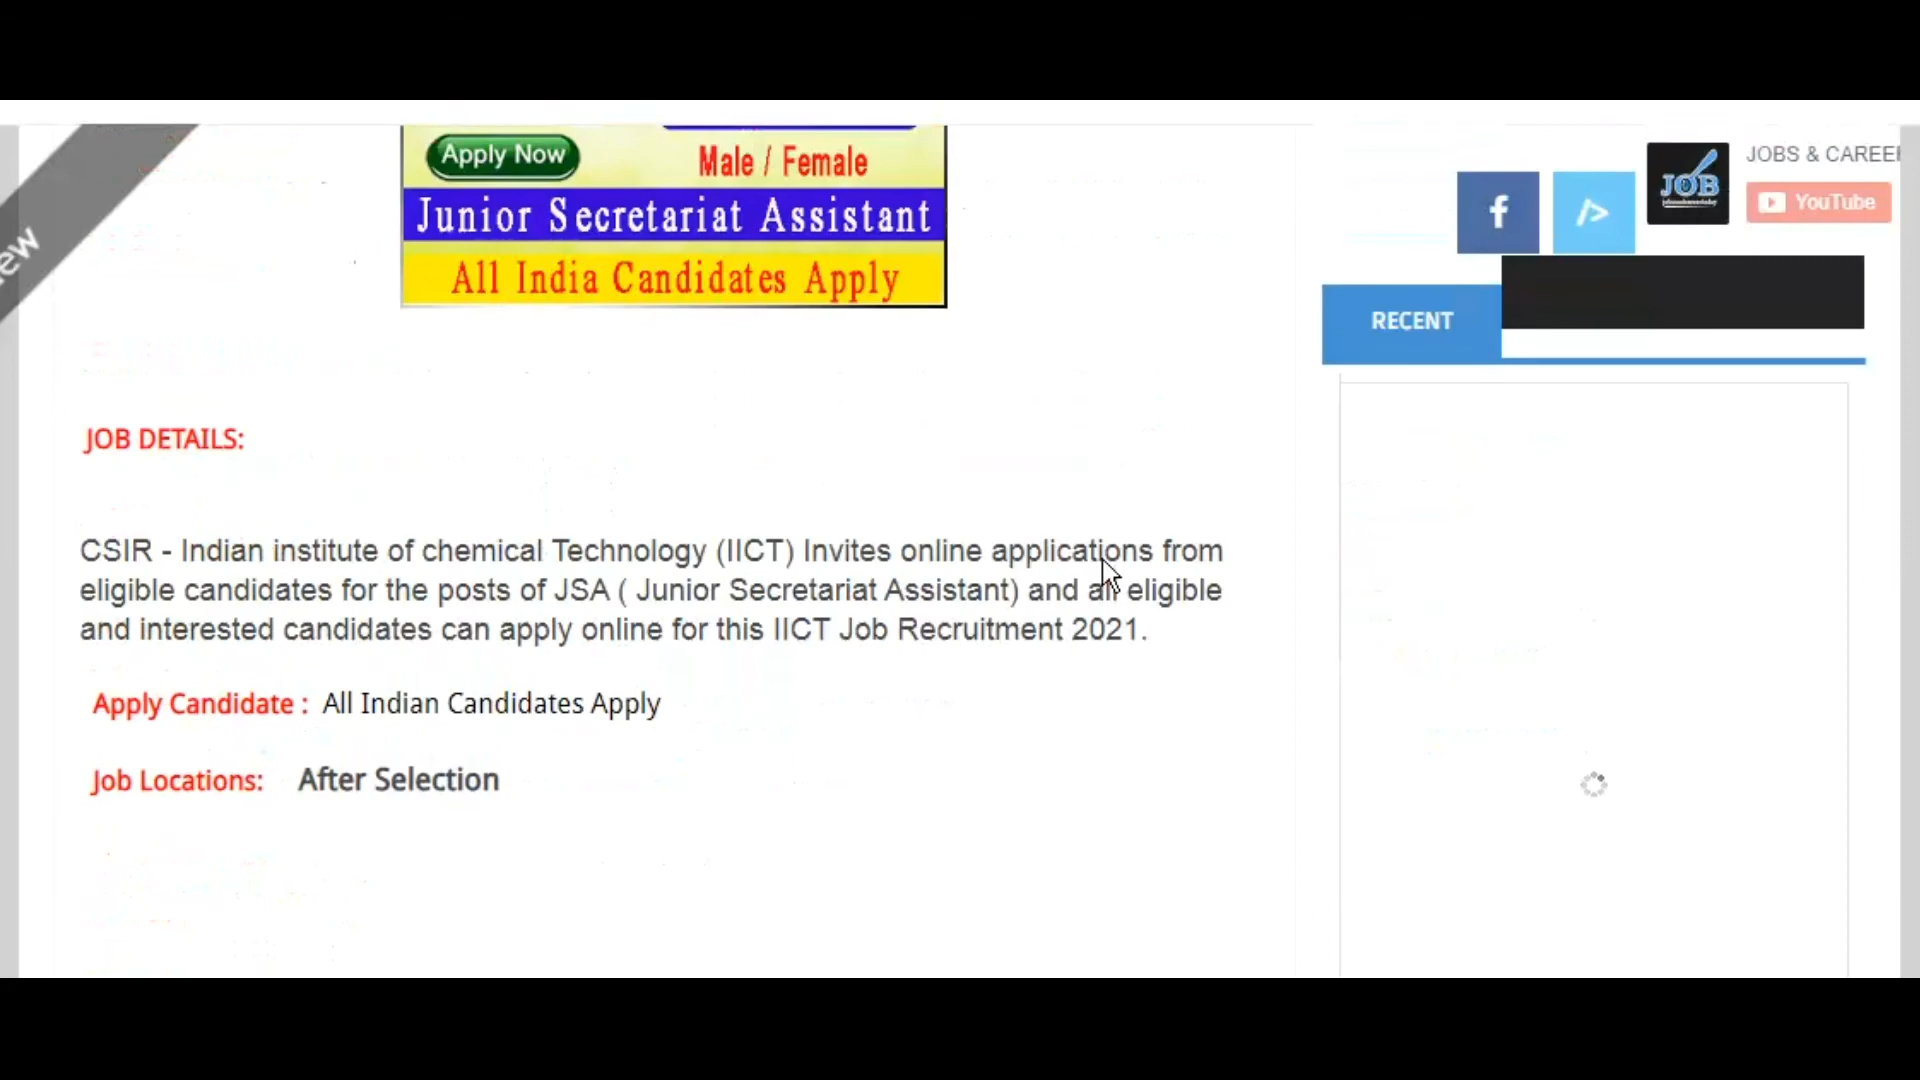 Apply Now
Male / Female
Junior Secretariat Assistant
All India Candidates Apply
JOB DETAILS:
CSIR - Indian institute of chemical Technology (IICT) Invites online applications from
eligible candidates for the posts of JSA ( Junior Secretariat Assistant) and all eligible
and interested candidates can apply online for this IICT Job Recruitment 2021.
Apply Candidate : All Indian Candidates Apply
Job Locations: After Selection
JOBS & CAREE
JOB
YouTube
RECENT